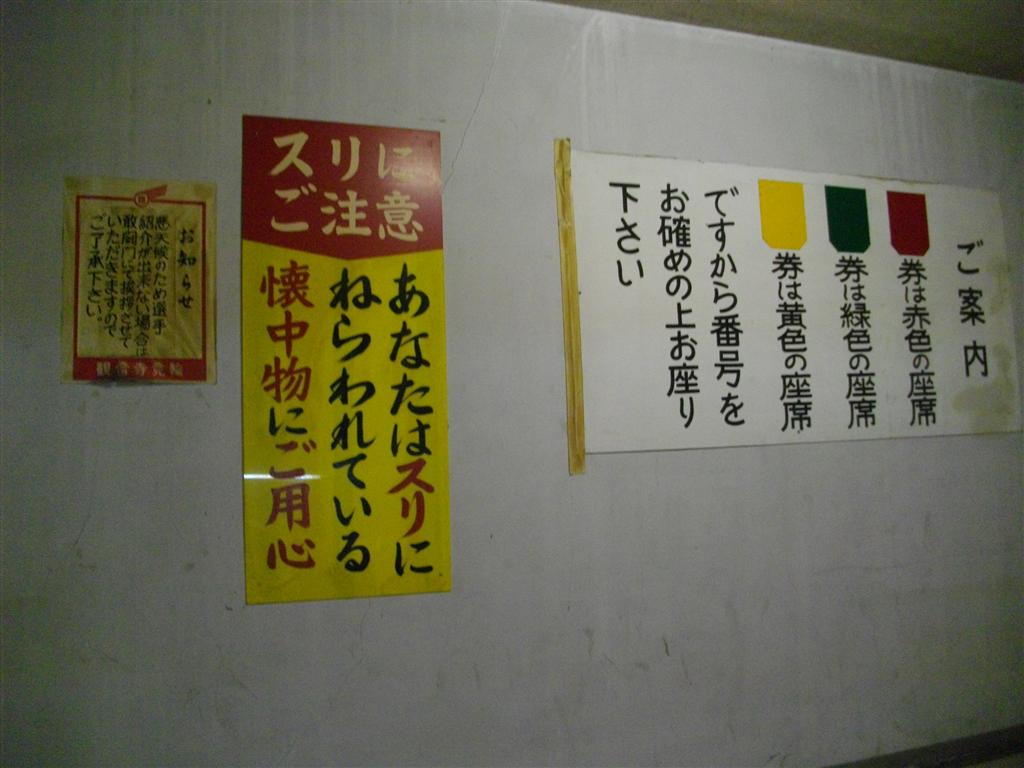 ご案内
券は赤色の座席
券は緑色の座席
券は黄色の座席
ですから番号を
お確めの上お座り
下さい
スリに
ご注意
あなたはスリに
ねらわれている
懐中物にご用心
お知らせ
悪天候のため選手
紹介が出来ない場合は
敢闘門にて挨拶させて
いただきますので
ご了承下さい。
観音寺競輪